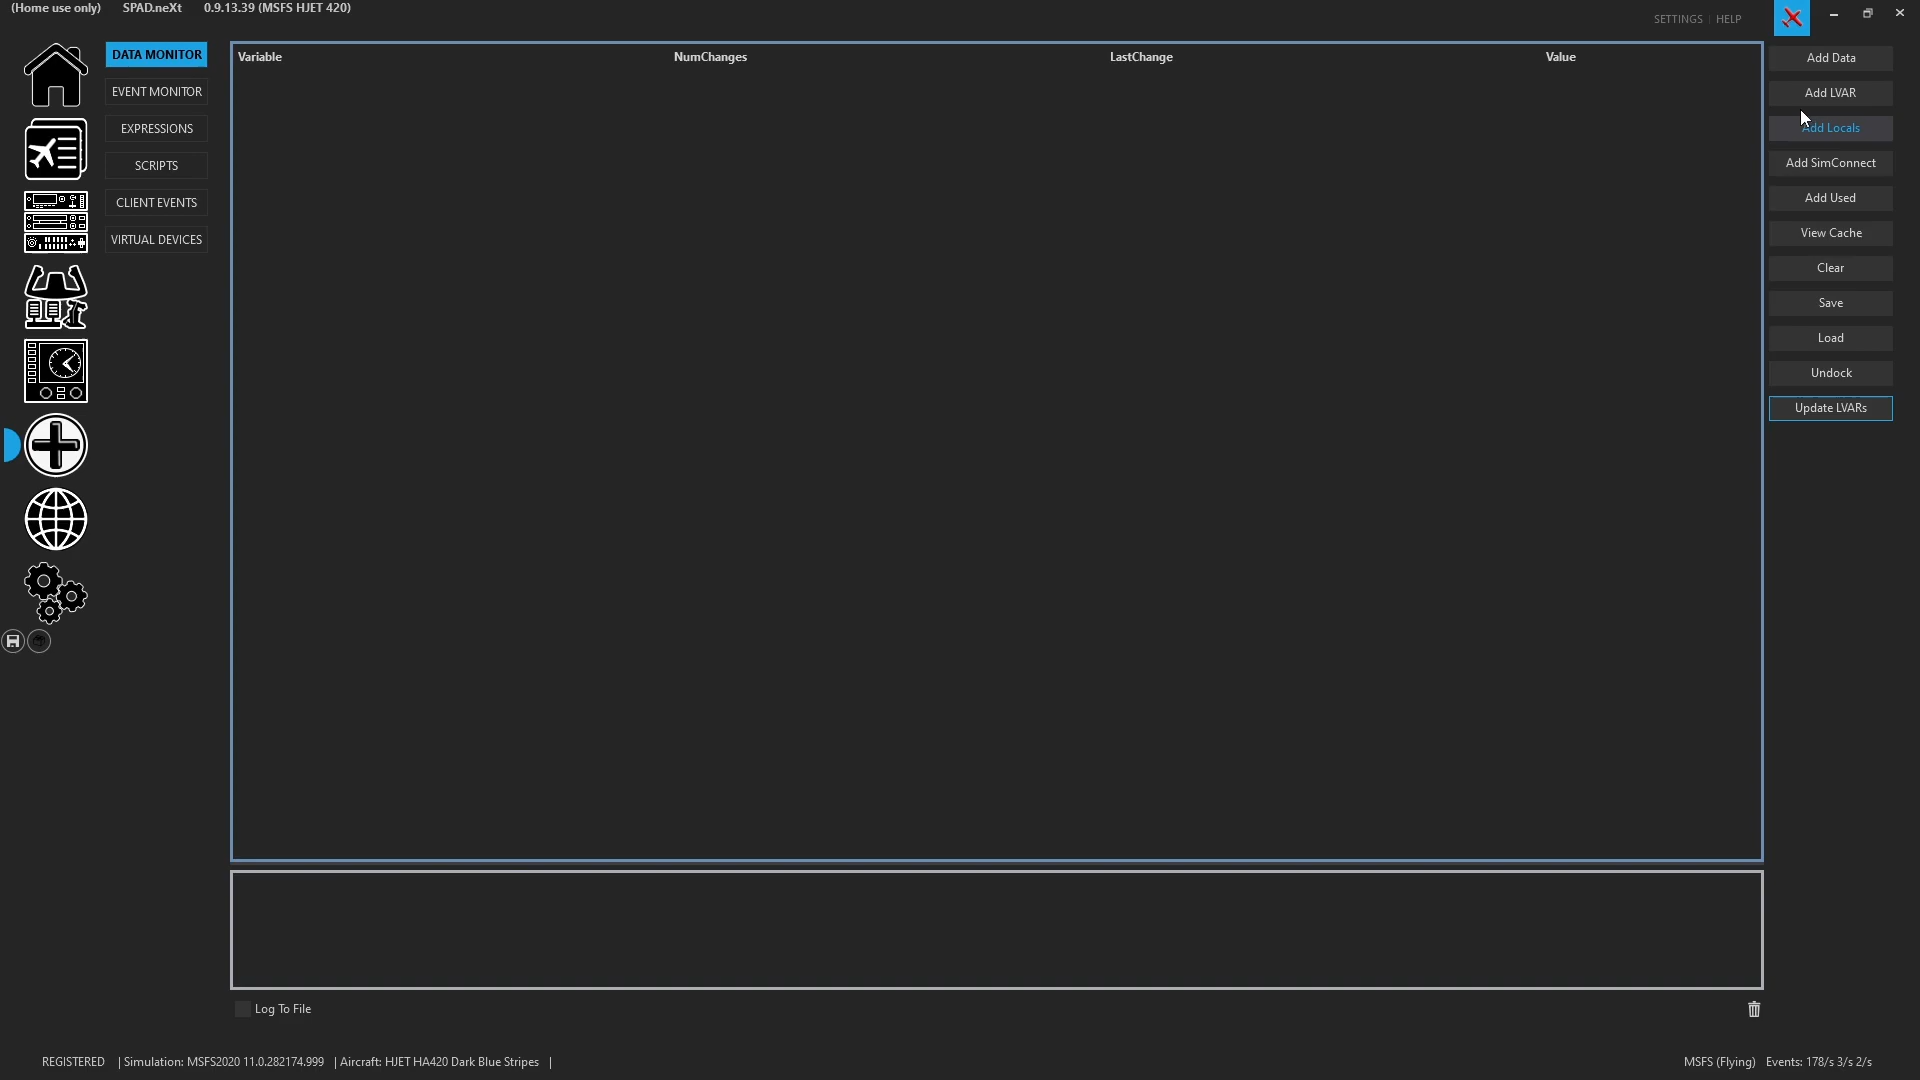 (Home use only) SPAD.neXt 0.9.13.39 (MSFS HJET 420)
SETTINGS | HELP
DATA MONITOR
EVENT MONITOR
EXPRESSIONS
SCRIPTS
CLIENT EVENTS
VIRTUAL DEVICES
Variable NumChanges LastChange Value
Add Data
Add LVAR
Add Locals
Add SimConnect
Add Used
View Cache
Clear
Save
Load
Undock
Update LVARs
Log To File
REGISTERED | Simulation: MSFS2020 11.0.282174.999 | Aircraft: HJET HA420 Dark Blue Stripes |
MSFS (Flying) Events: 178/s 3/s 2/s